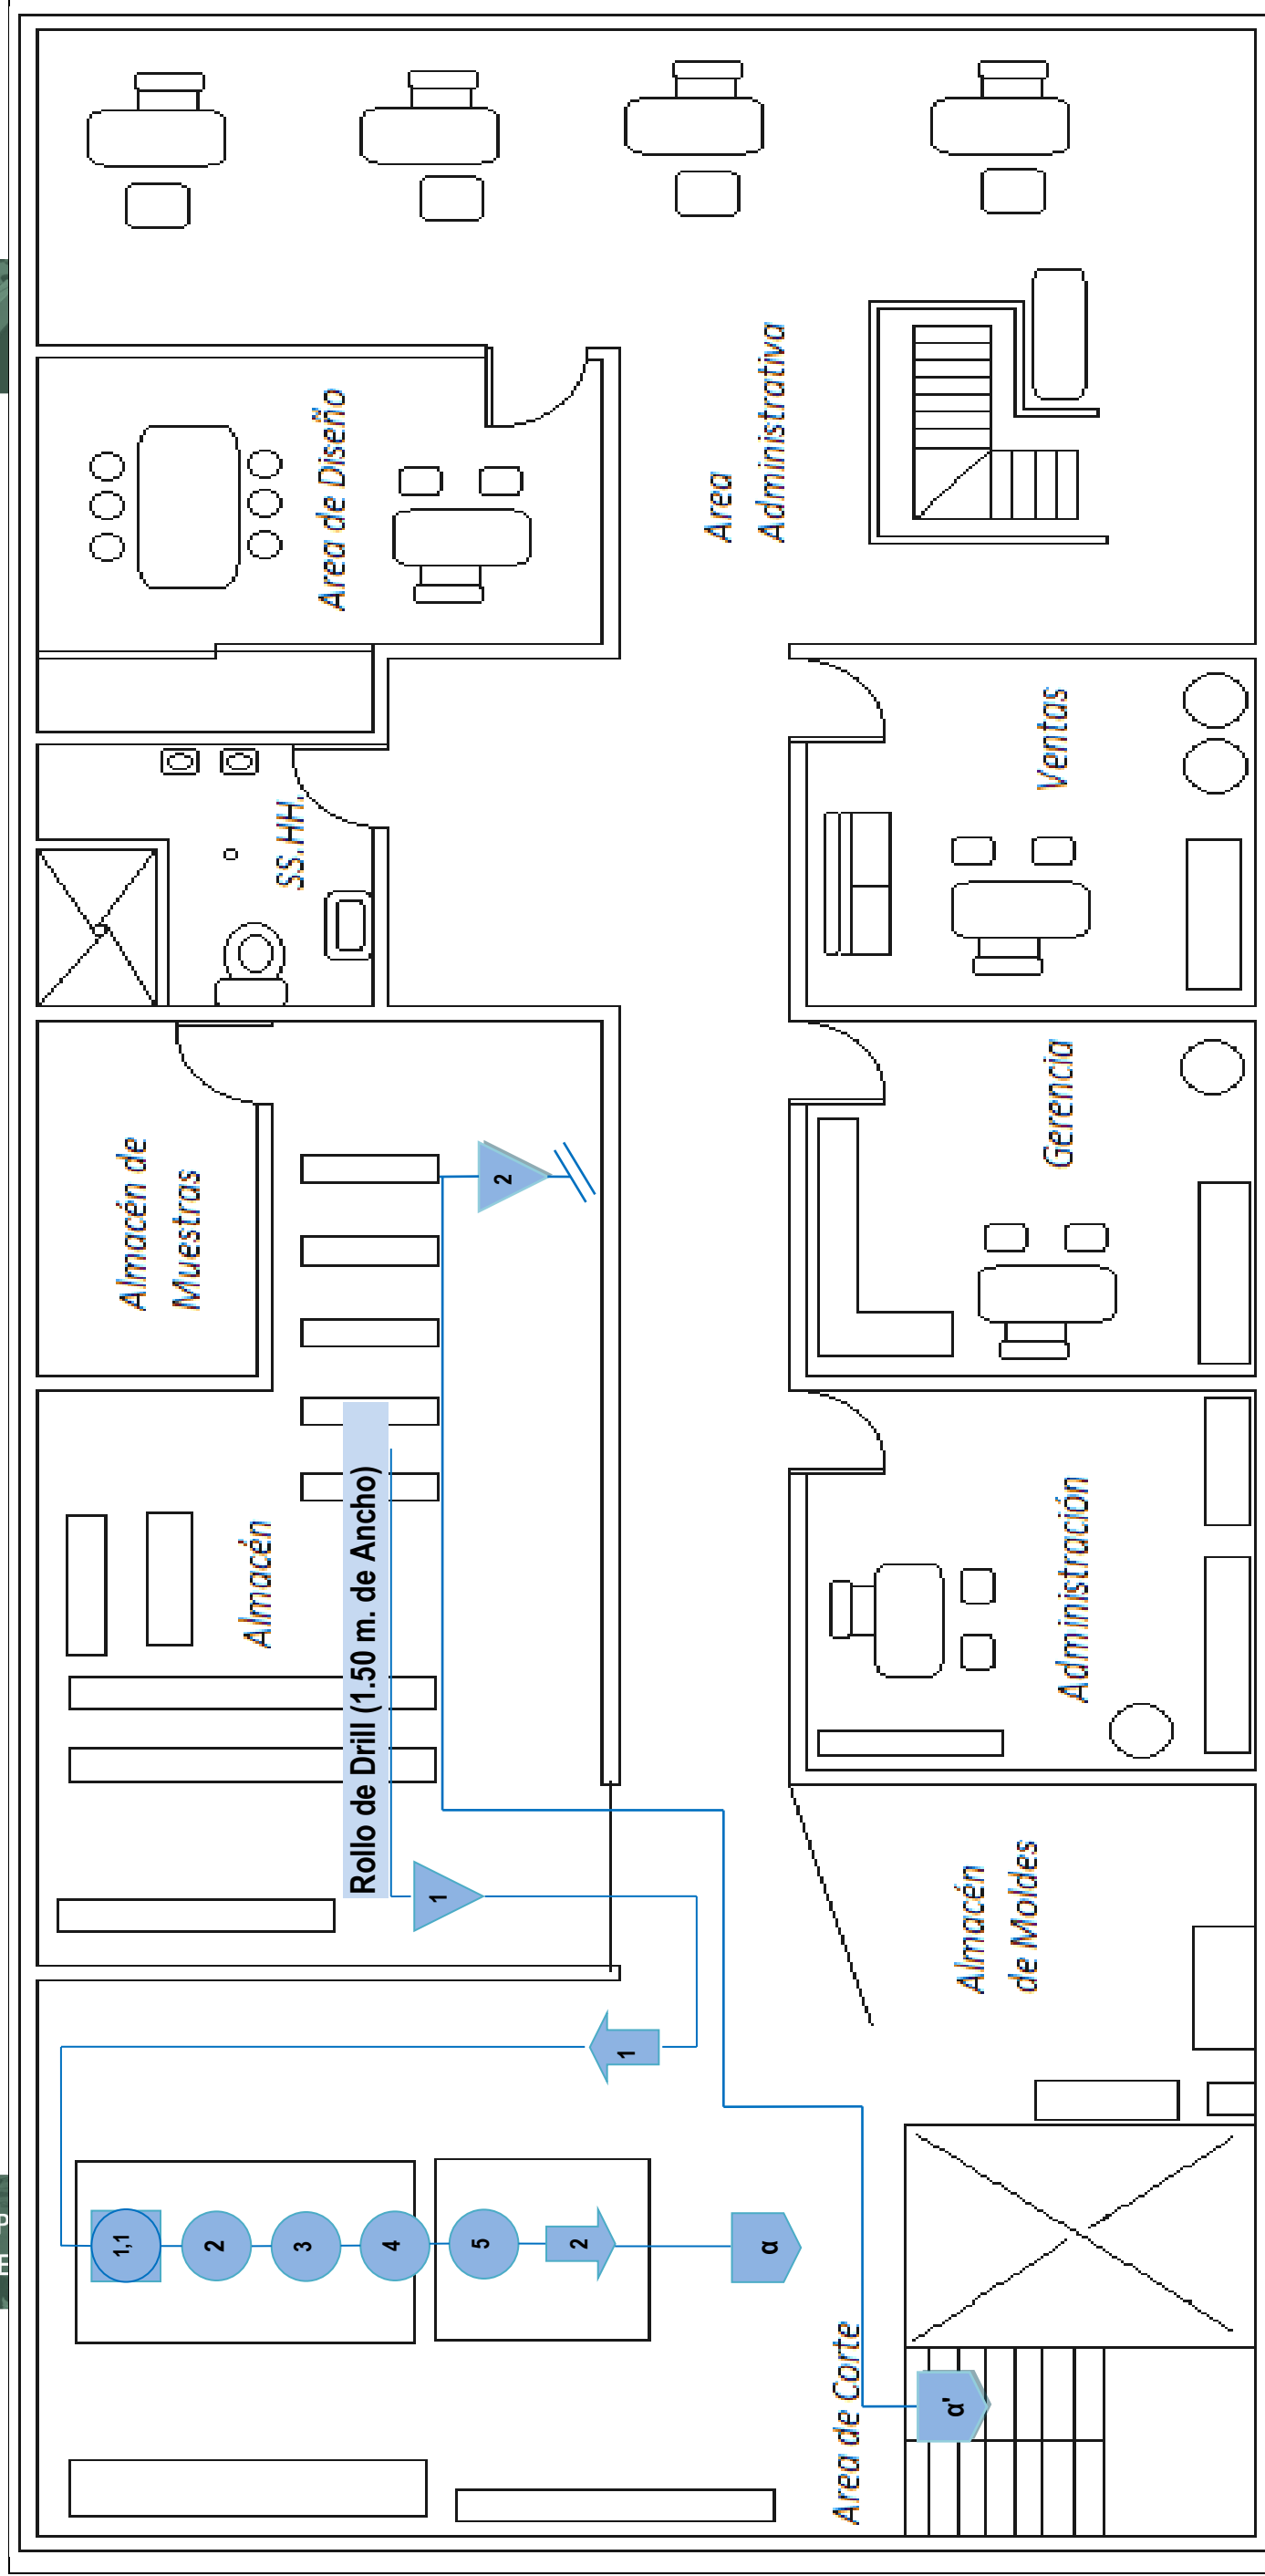 Area de Diseño
Area
Administrativa
SS.HH.
Ventas
Almacén de
Muestras
Gerencia
2
Almacén
Rollo de Drill (1.50 m. de Ancho)
Administración
1
Almacén
de Moldes
1
1,1
2
3
4
5
2
α
Area de Corte
α'
P
E